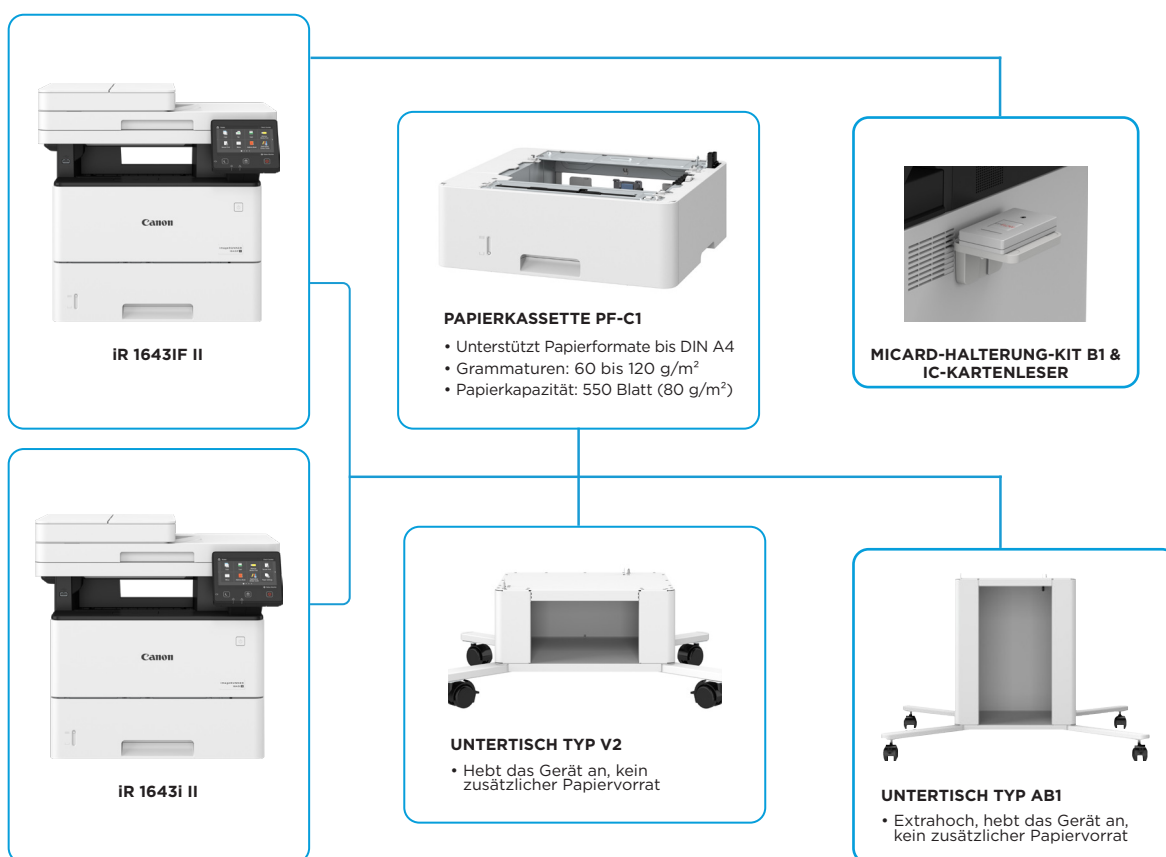 Canon
iR 1643IF II
PAPIERKASSETTE PF-C1
• Unterstützt Papierformate bis DIN A4
• Grammaturen: 60 bis 120 g/m²
• Papierkapazität: 550 Blatt (80 g/m²)
MICARD-HALTERUNG-KIT B1 &
IC-KARTENLESER
Canon
iR 1643i II
UNTERTISCH TYP V2
• Hebt das Gerät an, kein
zusätzlicher Papiervorrat
UNTERTISCH TYP AB1
• Extrahoch, hebt das Gerät an,
kein zusätzlicher Papiervorrat